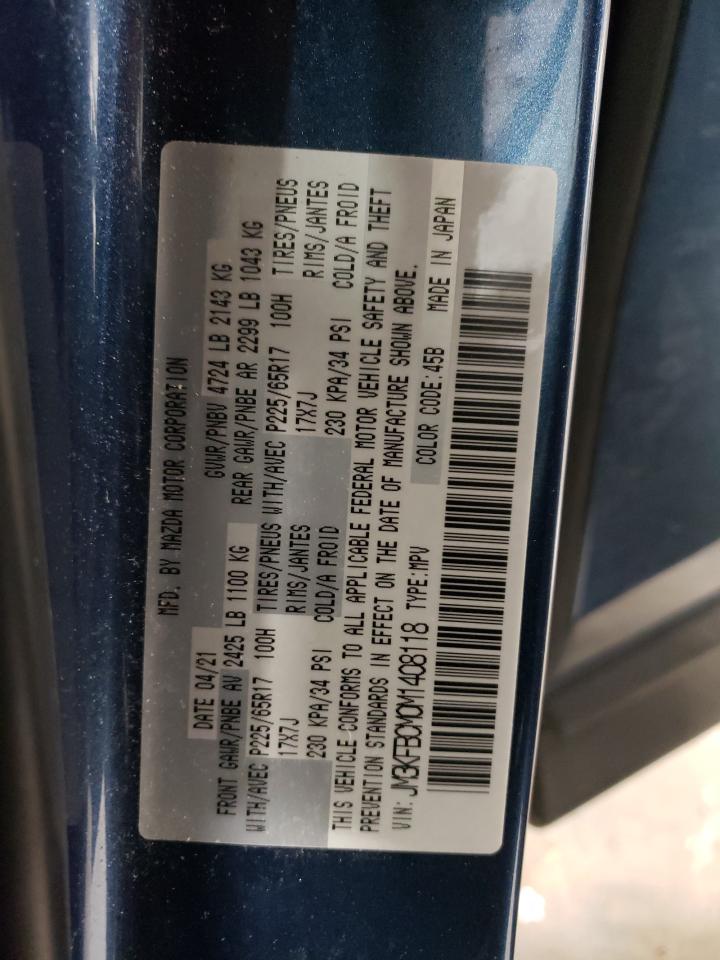 MFD. BY MAZDA MOTOR CORPORATION
DATE 04/21 GVWR/PNBV 4724 LB 2143 KG
FRONT GAWR/PNBE AV 2425 LB 1100 KG REAR GAWR/PNBE AR 2299 LB 1043 KG
WITH/AVEC P225/65R17 100H TIRES/PNEUS WITH/AVEC P225/65R17 100H TIRES/PNEUS
17X7J RIMS/JANTES 17X7J RIMS/JANTES
230 KPA/34 PSI COLD/A FROID 230 KPA/34 PSI COLD/A FROID
THIS VEHICLE CONFORMS TO ALL APPLICABLE FEDERAL MOTOR VEHICLE SAFETY AND THEFT
PREVENTION STANDARDS IN EFFECT ON THE DATE OF MANUFACTURE SHOWN ABOVE.
VIN: JM3KFBCM0M1408118 TYPE:MPV COLOR CODE:45B MADE IN JAPAN